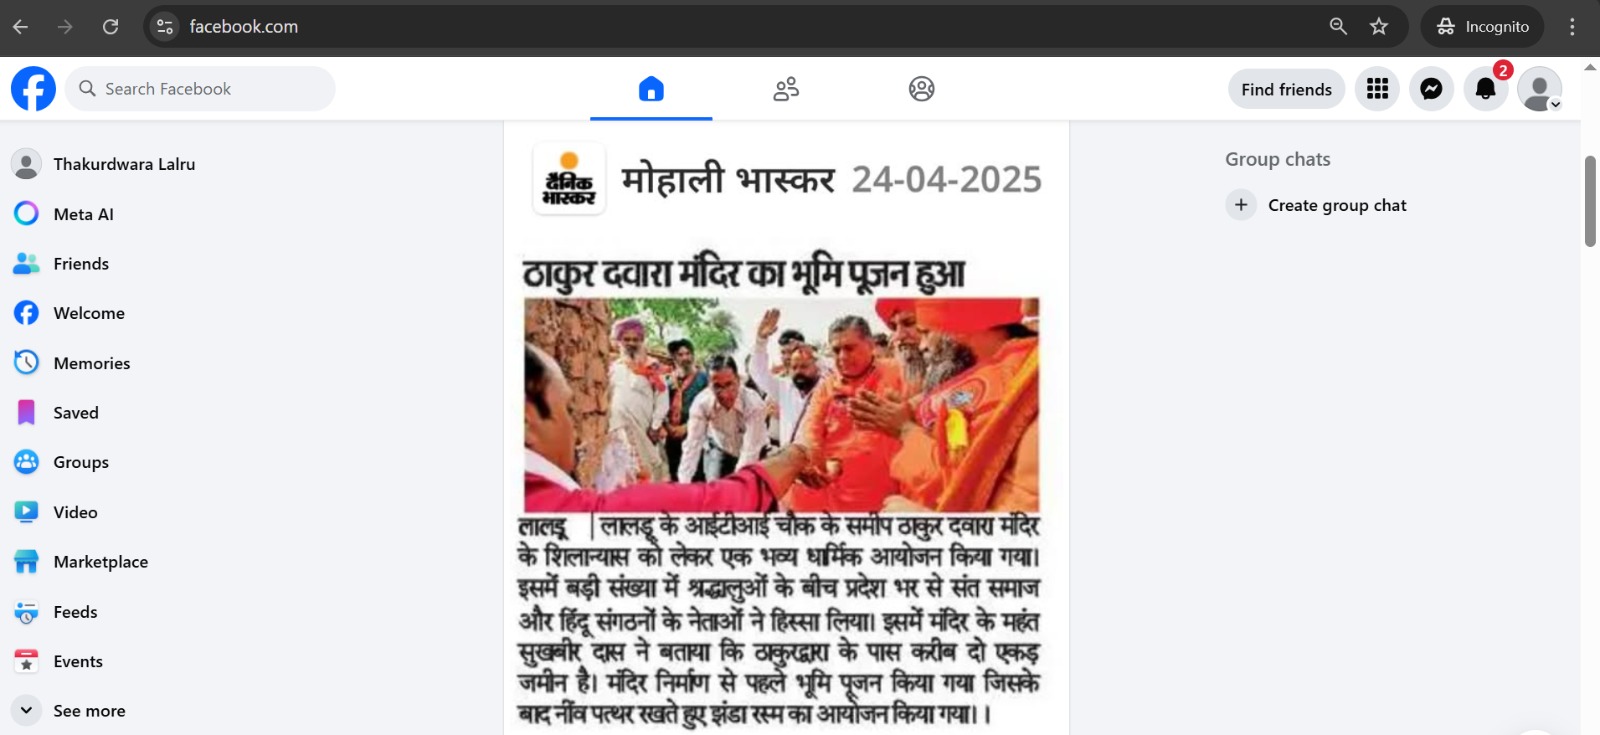 facebook.com
Incognito
Search Facebook
Find friends
2
Thakurdwara Lalru
Meta AI
Friends
Welcome
Memories
Saved
Groups
Video
Marketplace
Feeds
Events
See more
दैनिक
भास्कर
मोहाली भास्कर 24-04-2025
ठाकुर दवारा मंदिर का भूमि पूजन हुआ
लालडू | लालडू के आईटीआई चौक के समीप ठाकुर दवारा मंदिर
के शिलान्यास को लेकर एक भव्य धार्मिक आयोजन किया गया।
इसमें बड़ी संख्या में श्रद्धालुओं के बीच प्रदेश भर से संत समाज
और हिंदू संगठनों के नेताओं ने हिस्सा लिया। इसमें मंदिर के महंत
सुखबीर दास ने बताया कि ठाकुरद्वारा के पास करीब दो एकड़
जमीन है। मंदिर निर्माण से पहले भूमि पूजन किया गया जिसके
बाद नींव पत्थर रखते हुए झंडा रस्म का आयोजन किया गया।।
Group chats
Create group chat